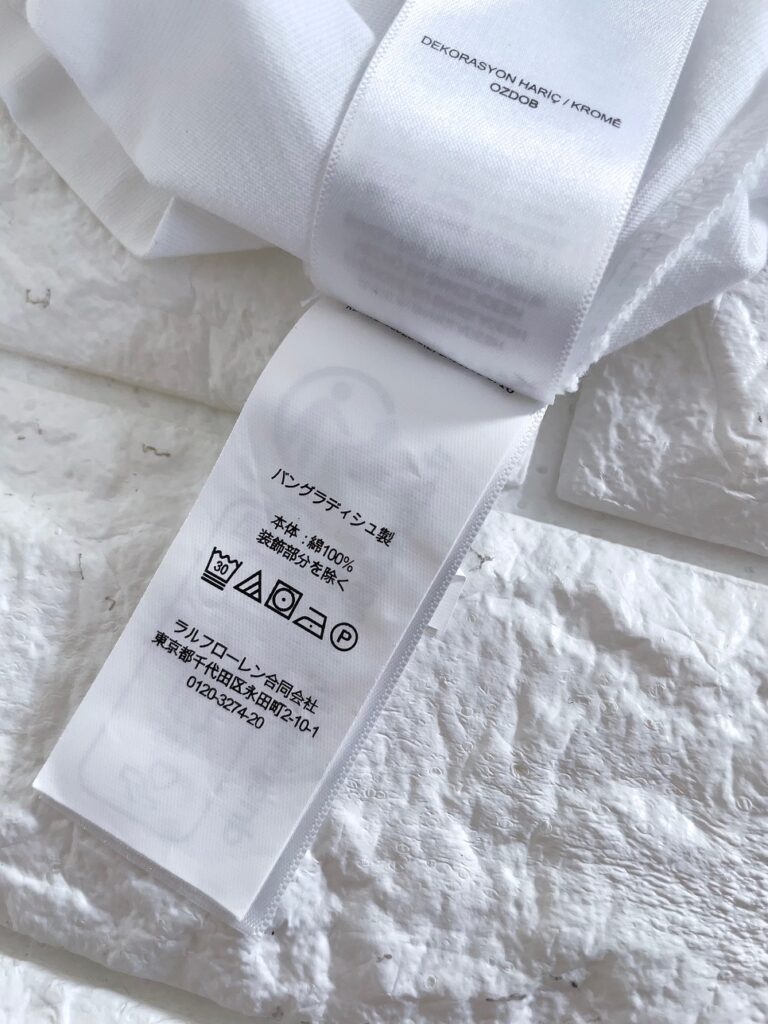 DEKORASYON HARİÇ / KROMĚ
OZDOB
バングラディシュ製
本体 : 綿100%
装飾部分を除く
30
P
ラルフローレン合同会社
東京都千代田区永田町2-10-1
0120-3274-20